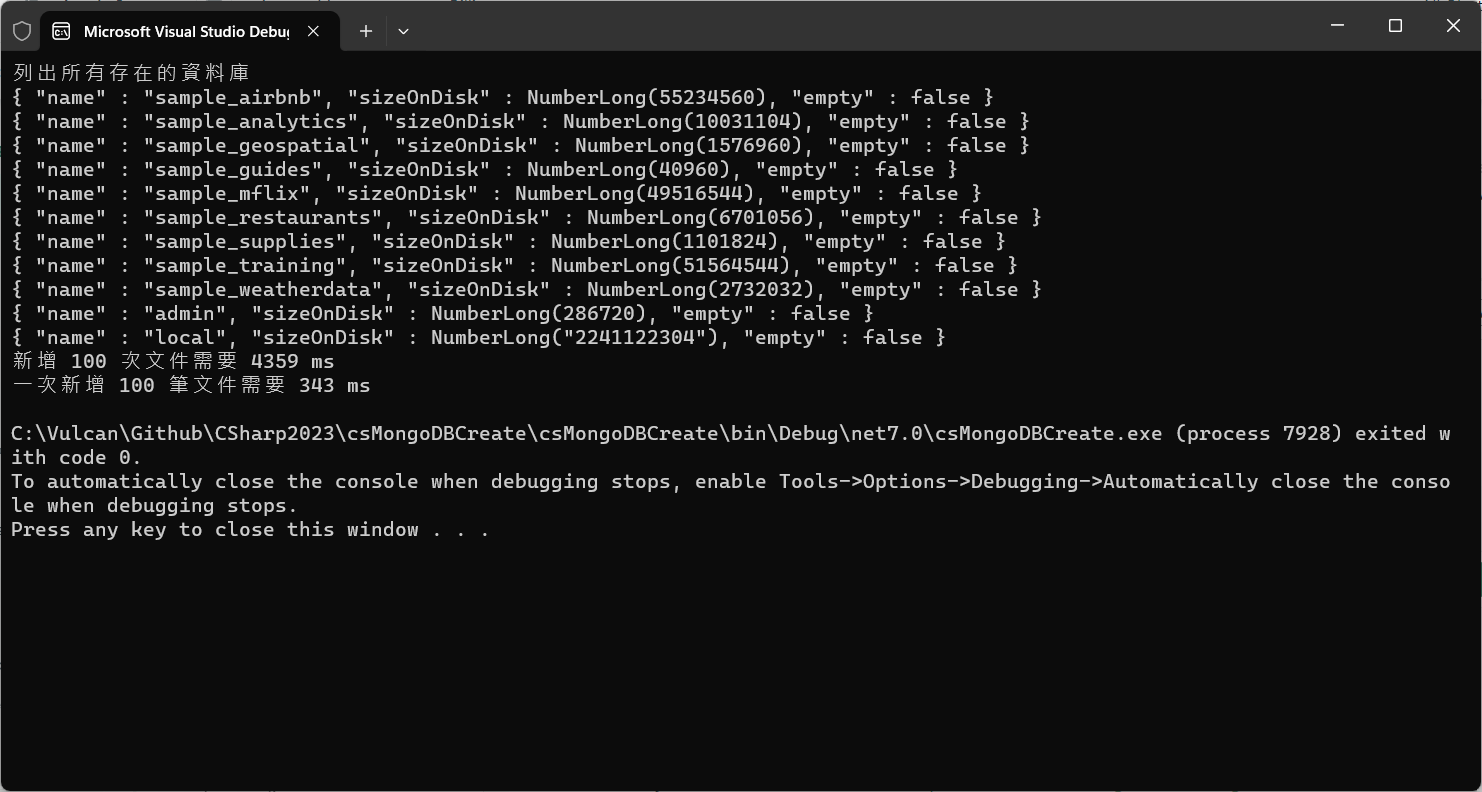 Microsoft Visual Studio Debug
列出所有存在的資料庫
{ "name" : "sample_airbnb", "sizeOnDisk" : NumberLong(55234560), "empty" : false }
{ "name" : "sample_analytics", "sizeOnDisk" : NumberLong(10031104), "empty" : false }
{ "name" : "sample_geospatial", "sizeOnDisk" : NumberLong(1576960), "empty" : false }
{ "name" : "sample_guides", "sizeOnDisk" : NumberLong(40960), "empty" : false }
{ "name" : "sample_mflix", "sizeOnDisk" : NumberLong(49516544), "empty" : false }
{ "name" : "sample_restaurants", "sizeOnDisk" : NumberLong(6701056), "empty" : false }
{ "name" : "sample_supplies", "sizeOnDisk" : NumberLong(1101824), "empty" : false }
{ "name" : "sample_training", "sizeOnDisk" : NumberLong(51564544), "empty" : false }
{ "name" : "sample_weatherdata", "sizeOnDisk" : NumberLong(2732032), "empty" : false }
{ "name" : "admin", "sizeOnDisk" : NumberLong(286720), "empty" : false }
{ "name" : "local", "sizeOnDisk" : NumberLong("2241122304"), "empty" : false }
新增 100 次文件需要 4359 ms
一次新增 100 筆文件需要 343 ms
C:\Vulcan\Github\CSharp2023\csMongoDBCreate\csMongoDBCreate\bin\Debug\net7.0\csMongoDBCreate.exe (process 7928) exited w
ith code 0.
To automatically close the console when debugging stops, enable Tools->Options->Debugging->Automatically close the conso
le when debugging stops.
Press any key to close this window . . .